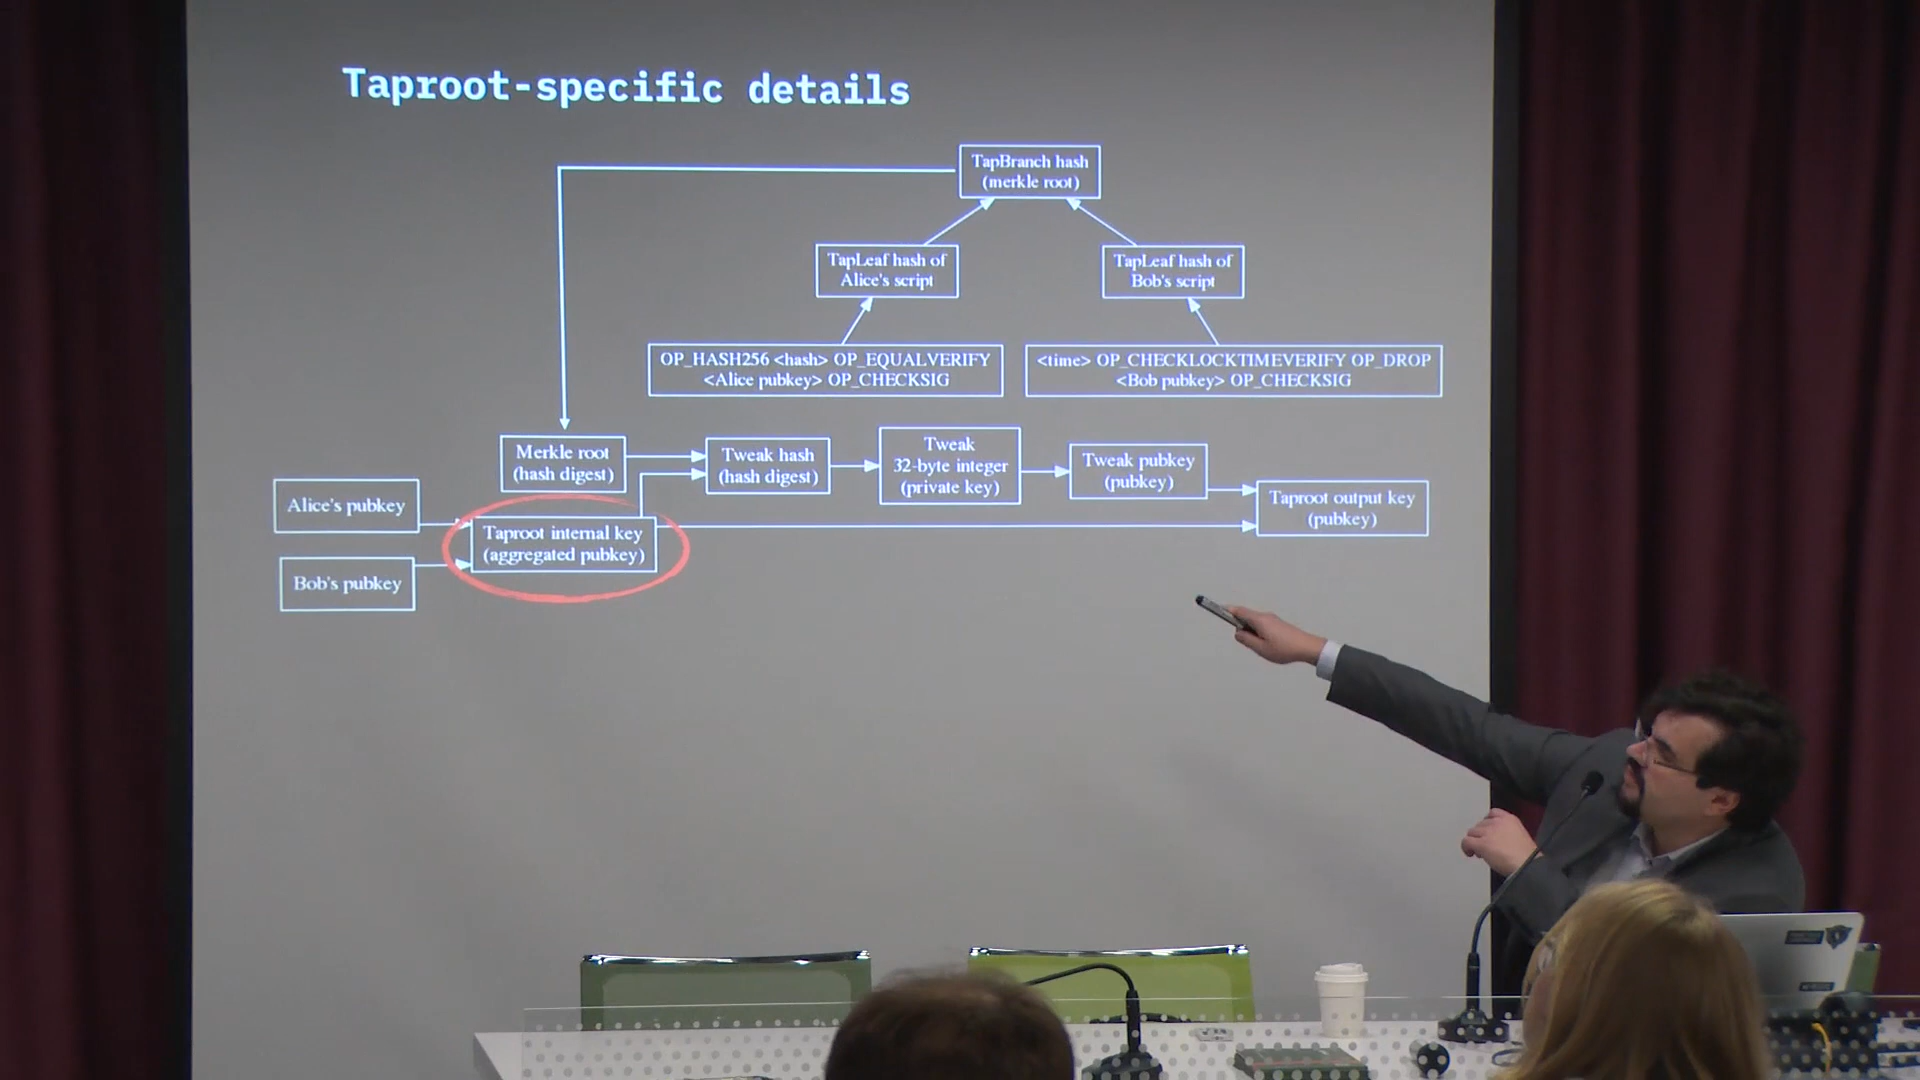 Taproot-specific details
TapBranch hash
(merkle root)
TapLeaf hash of
Alice's script
TapLeaf hash of
Bob's script
OP_HASH256 <hash> OP_EQUALVERIFY
<Alice pubkey> OP_CHECKSIG
<time> OP_CHECKLOCKTIMEVERIFY OP_DROP
<Bob pubkey> OP_CHECKSIG
Merkle root
(hash digest)
Tweak hash
(hash digest)
Tweak
32-byte integer
(private key)
Tweak pubkey
(pubkey)
Taproot output key
(pubkey)
Alice's pubkey
Taproot internal key
(aggregated pubkey)
Bob's pubkey